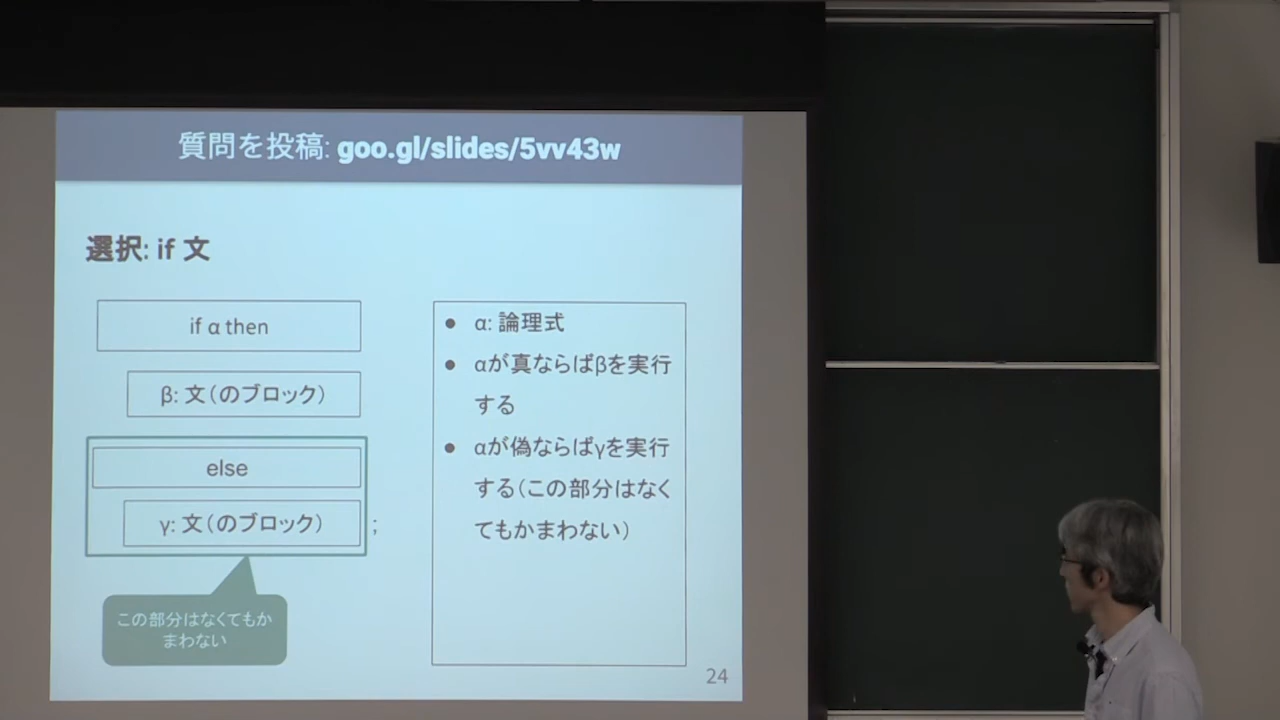 質問を投稿: goo.gl/slides/5vv43w
選択: if 文
if α then
β: 文(のブロック)
else
γ: 文(のブロック)
;
この部分はなくてもか
まわない
● α: 論理式
● αが真ならばβを実行
する
● αが偽ならばγを実行
する(この部分はなく
てもかまわない)
24